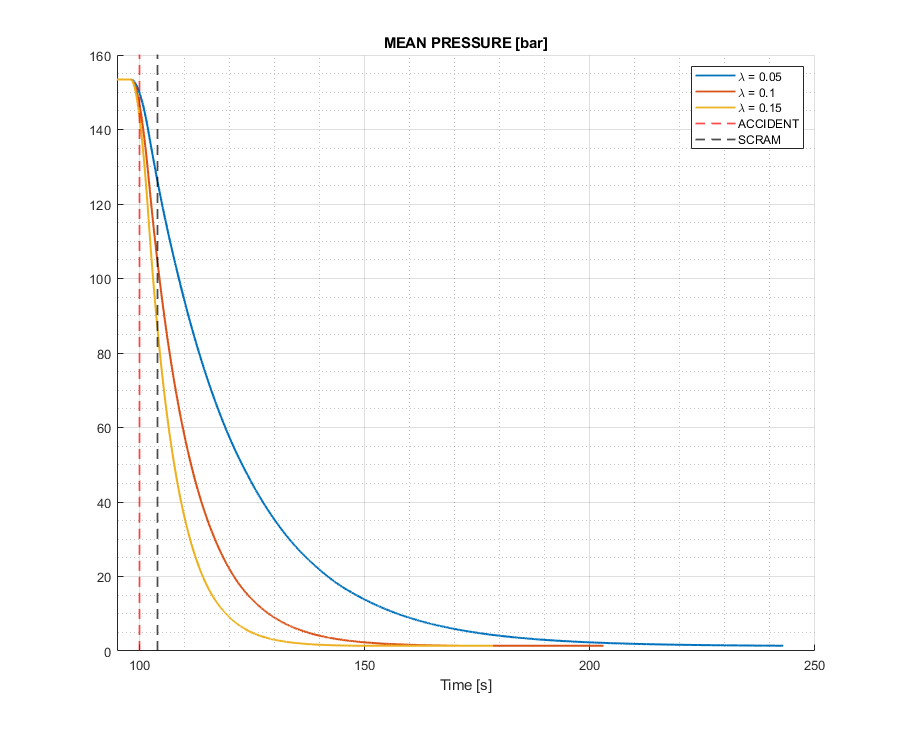 MEAN PRESSURE [bar]
160
140
120
100
80
60
40
20
0
λ = 0.05
λ = 0.1
λ = 0.15
ACCIDENT
SCRAM
100 150 200 250
Time [s]